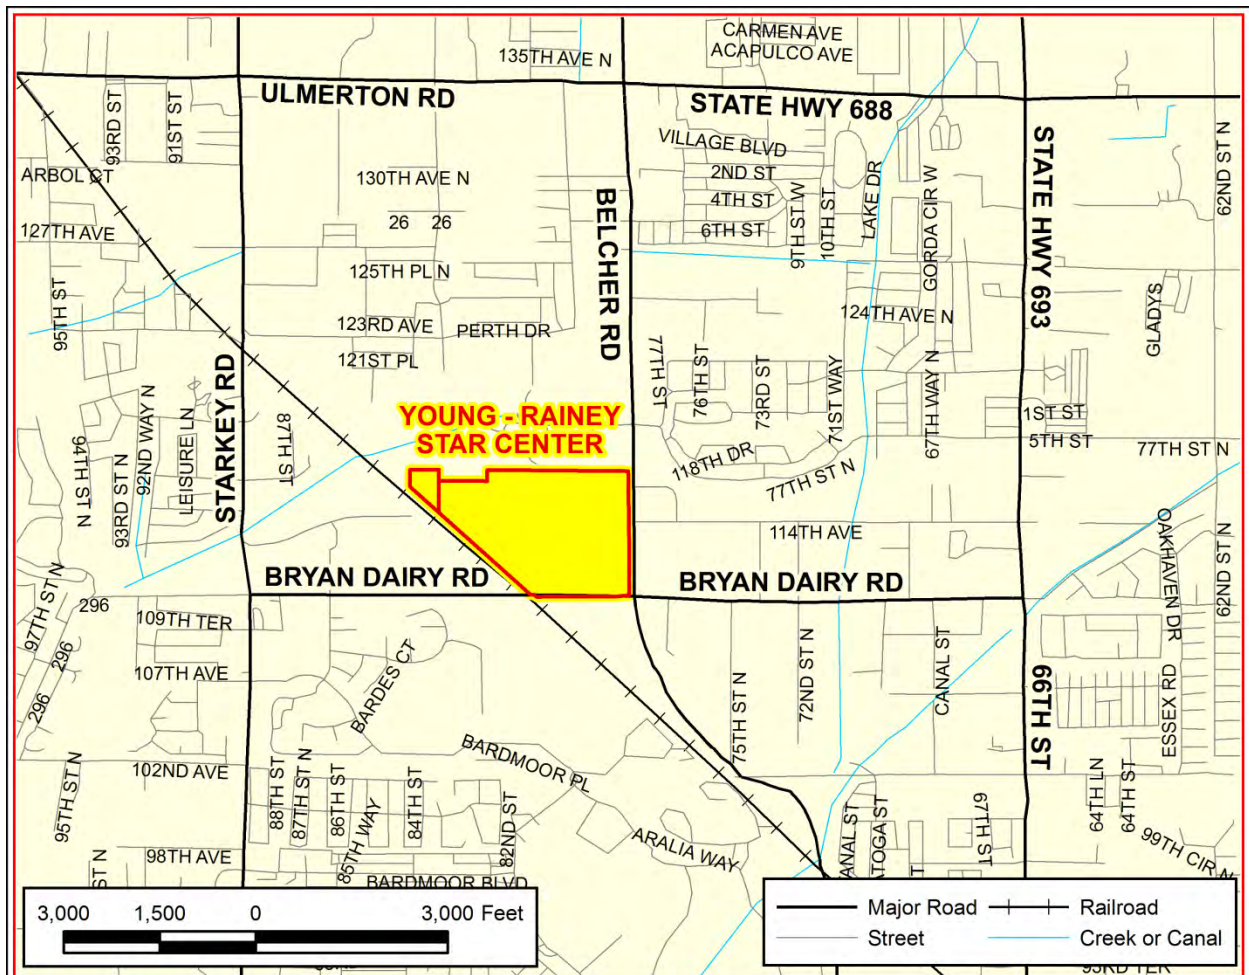 CARMEN AVE
ACAPULCO AVE
135TH AVE N
ULMERTON RD
STATE HWY 688
93RD ST
91ST ST
VILLAGE BLVD
ARBOL CT
130TH AVE N
2ND ST
4TH ST
6TH ST
26 26
127TH AVE
9TH ST W
10TH ST
LAKE DR
GORDA CIR W
STATE HWY 693
62ND ST N
BELCHER RD
125TH PL N
95TH ST
123RD AVE
PERTH DR
124TH AVE N
GLADYS
121ST PL
STARKEY RD
77TH ST
76TH ST
73RD ST
71ST WAY
67TH WAY N
YOUNG - RAINEY
STAR CENTER
1ST ST
5TH ST
77TH ST N
94TH ST N
93RD ST N
92ND WAY N
LEISURE LN
87TH ST
118TH DR
77TH ST N
114TH AVE
OAKHAVEN DR
62ND ST N
BRYAN DAIRY RD
BRYAN DAIRY RD
97TH ST N
296
296
296
109TH TER
107TH AVE
BARDES CT
75TH ST N
72ND ST N
CANAL ST
66TH ST
ESSEX RD
102ND AVE
BARDMOOR PL
95TH ST N
88TH ST
87TH ST N
86TH ST
85TH WAY
84TH ST
82ND ST
ARALIA WAY
67TH ST
64TH LN
64TH ST
99TH CIR N
98TH AVE
ST N
BARDMOOR BLVD
ANAL ST
ATOGA ST
3,000 1,500 0 3,000 Feet
Major Road
Railroad
Street
Creek or Canal
93RD TER